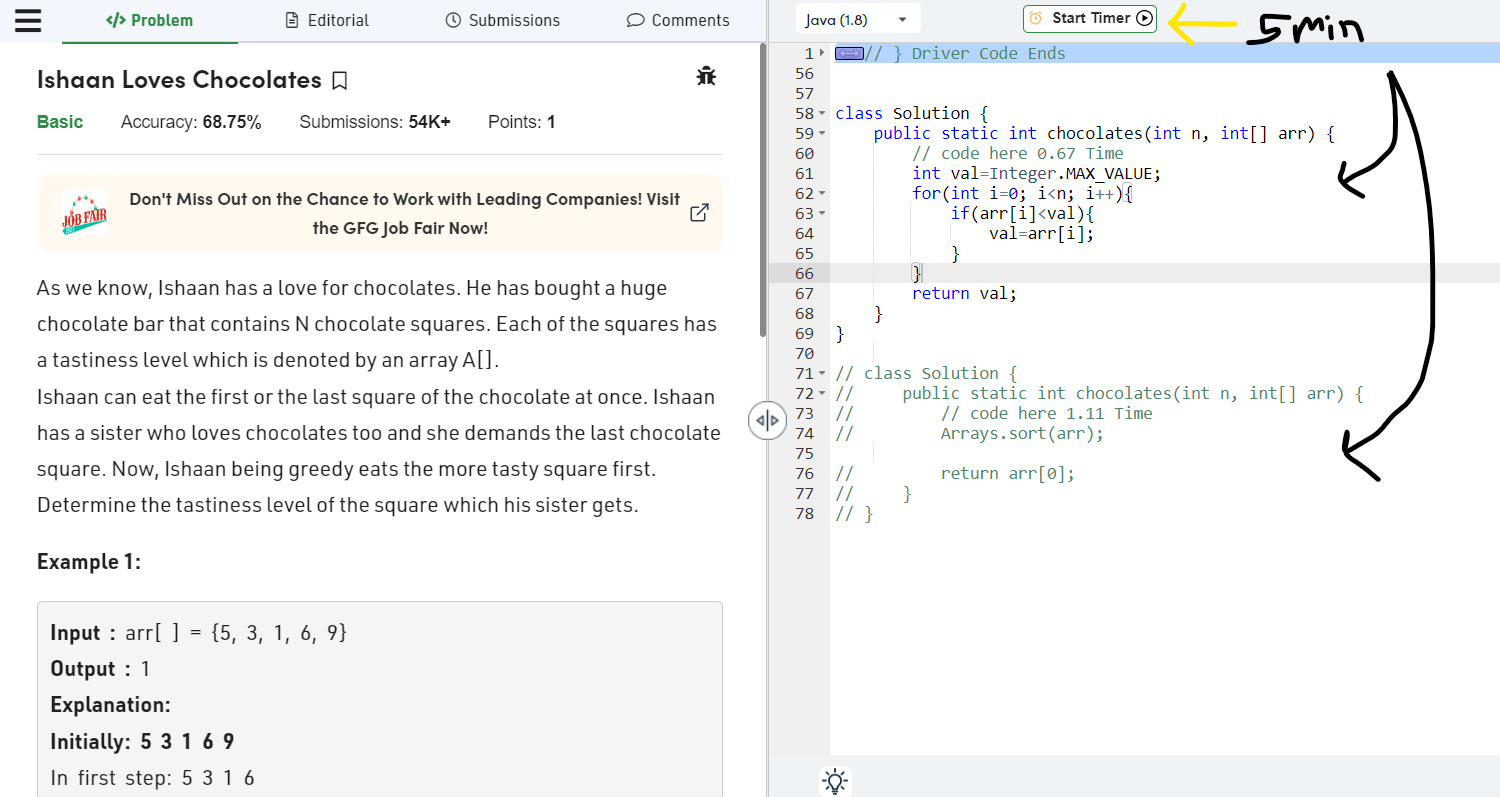 Problem
Editorial
Submissions
Comments
Ishaan Loves Chocolates
Basic Accuracy: 68.75% Submissions: 54K+ Points: 1
JOB FAIR
Don't Miss Out on the Chance to Work with Leading Companies! Visit
the GFG Job Fair Now!
As we know, Ishaan has a love for chocolates. He has bought a huge
chocolate bar that contains N chocolate squares. Each of the squares has
a tastiness level which is denoted by an array A[].
Ishaan can eat the first or the last square of the chocolate at once. Ishaan
has a sister who loves chocolates too and she demands the last chocolate
square. Now, Ishaan being greedy eats the more tasty square first.
Determine the tastiness level of the square which his sister gets.
Example 1:
Input : arr[ ] = {5, 3, 1, 6, 9}
Output : 1
Explanation:
Initially: 5 3 1 6 9
In first step: 5 3 1 6
Java (1.8)
Start Timer
5 min
1 // } Driver Code Ends
56
57
58 class Solution {
59 public static int chocolates(int n, int[] arr) {
60 // code here 0.67 Time
61 int val=Integer.MAX_VALUE;
62 for(int i=0; i<n; i++){
63 if(arr[i]<val){
64 val=arr[i];
65 }
66 }
67 return val;
68 }
69 }
70
71 // class Solution {
72 // public static int chocolates(int n, int[] arr) {
73 // // code here 1.11 Time
74 // Arrays.sort(arr);
75
76 // return arr[0];
77 // }
78 // }